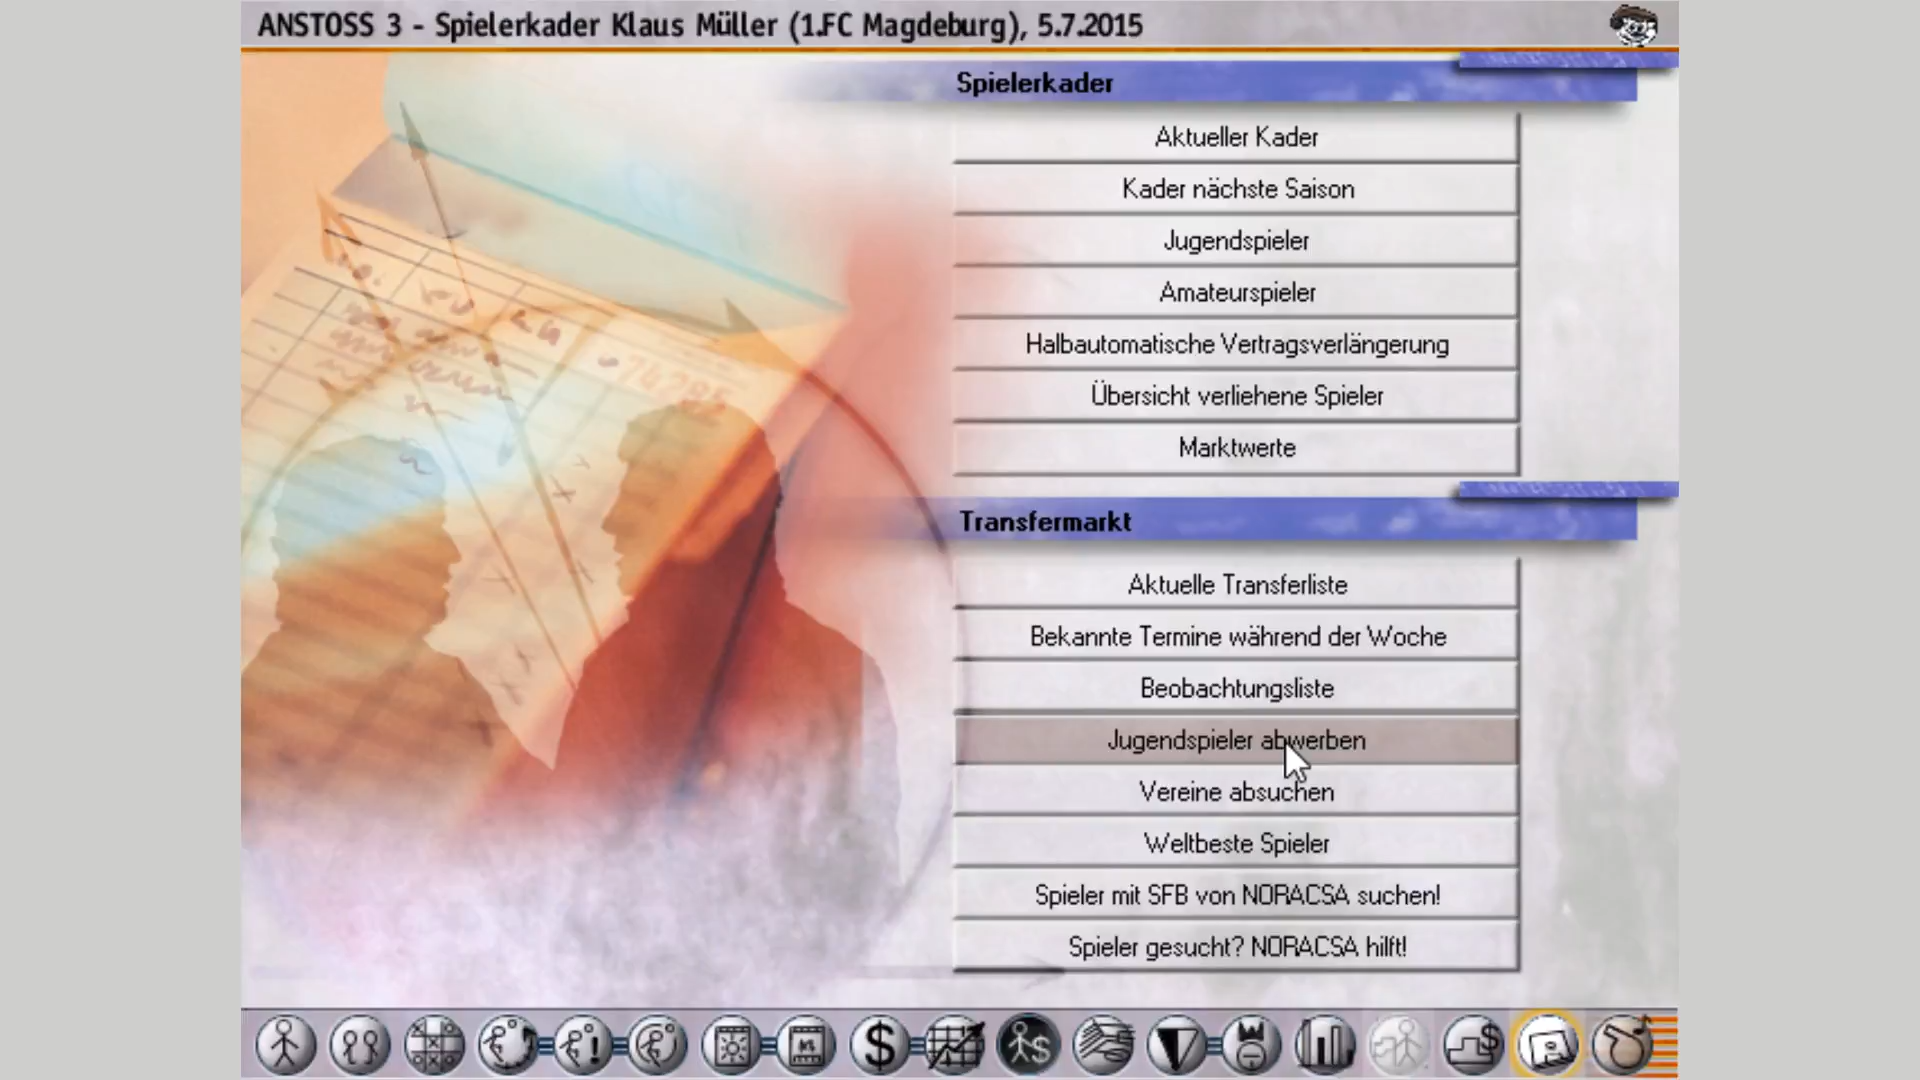 ANSTOSS 3 - Spielerkader Klaus Müller (1.FC Magdeburg), 5.7.2015
Spielerkader
Aktueller Kader
Kader nächste Saison
Jugendspieler
Amateurspieler
Halbautomatische Vertragsverlängerung
Übersicht verliehene Spieler
Marktwerte
Transfermarkt
Aktuelle Transferliste
Bekannte Termine während der Woche
Beobachtungsliste
Jugendspieler abwerben
Vereine absuchen
Weltbeste Spieler
Spieler mit SFB von NORACSA suchen!
Spieler gesucht? NORACSA hilft!